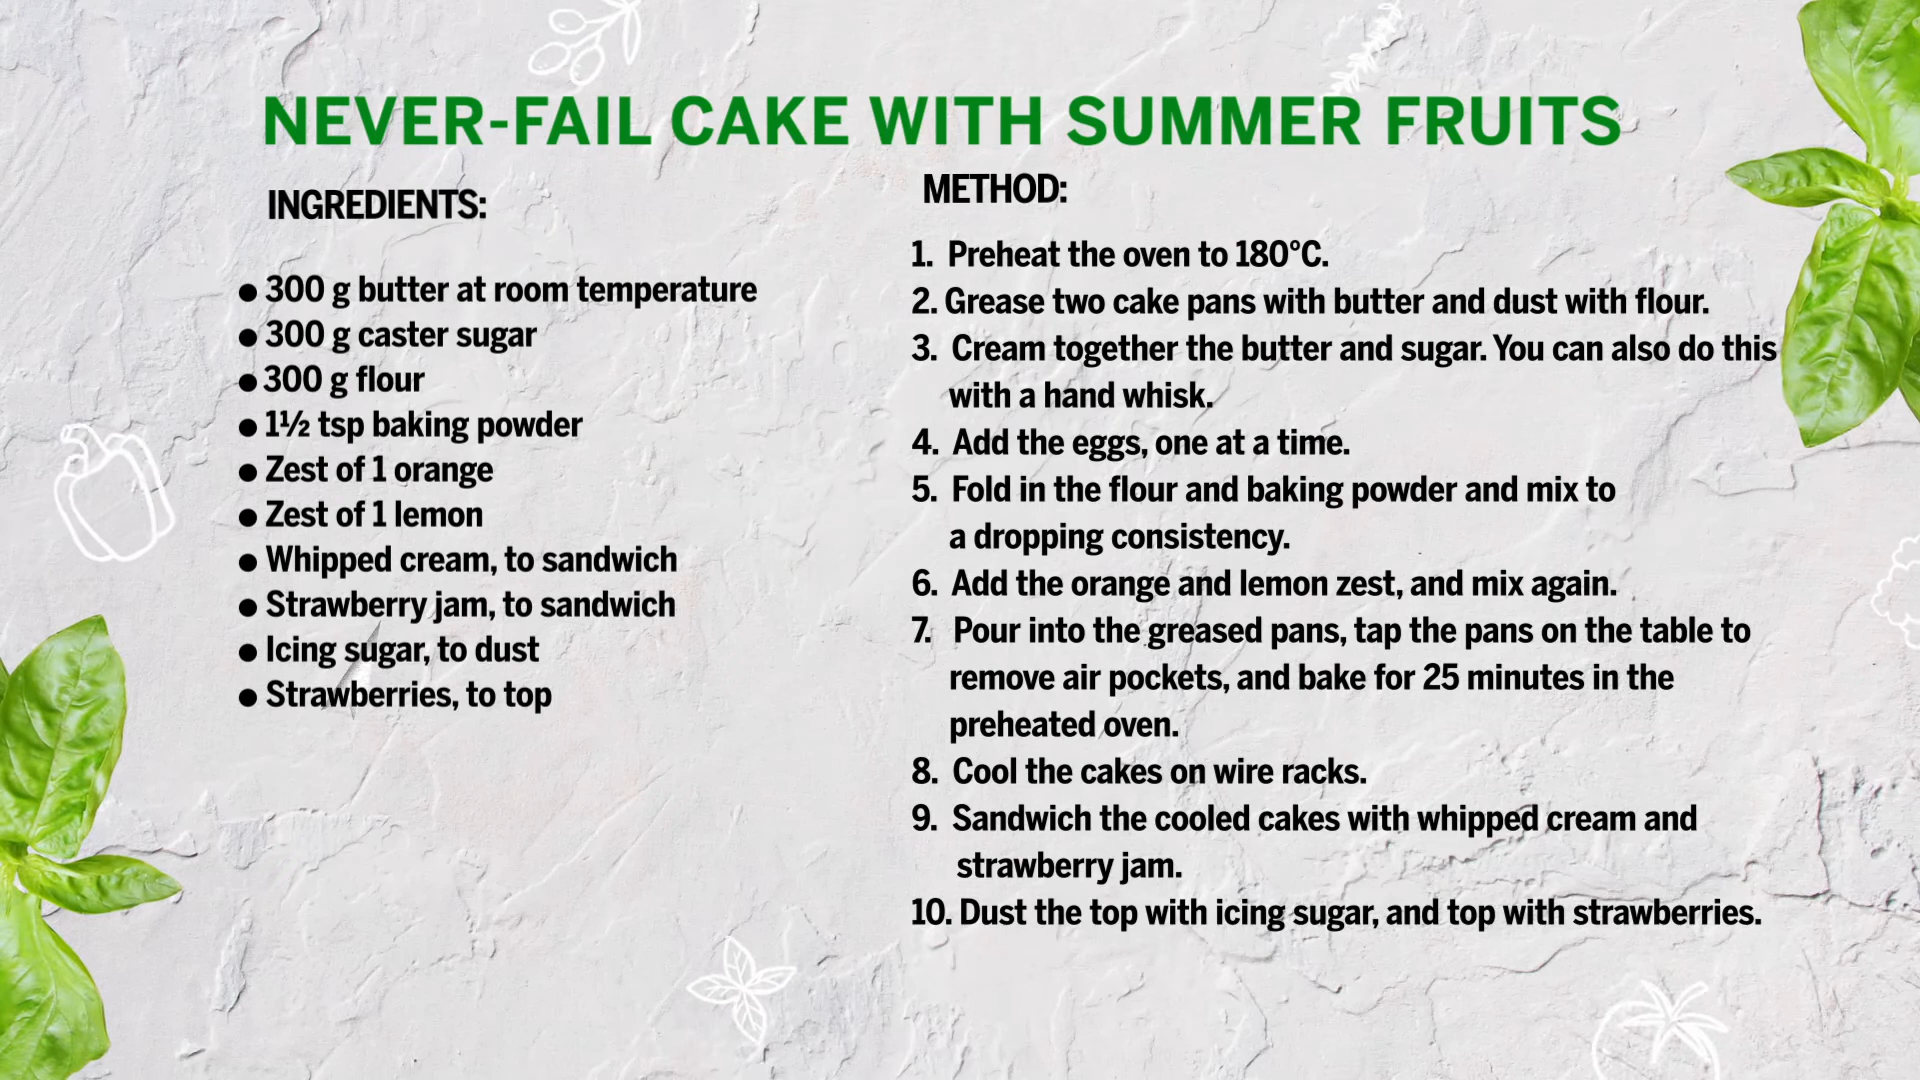 NEVER-FAIL CAKE WITH SUMMER FRUITS
INGREDIENTS:
● 300 g butter at room temperature
● 300 g caster sugar
● 300 g flour
● 1½ tsp baking powder
● Zest of 1 orange
● Zest of 1 lemon
● Whipped cream, to sandwich
● Strawberry jam, to sandwich
● Icing sugar, to dust
● Strawberries, to top
METHOD:
1. Preheat the oven to 180°C.
2. Grease two cake pans with butter and dust with flour.
3. Cream together the butter and sugar. You can also do this
with a hand whisk.
4. Add the eggs, one at a time.
5. Fold in the flour and baking powder and mix to
a dropping consistency.
6. Add the orange and lemon zest, and mix again.
7. Pour into the greased pans, tap the pans on the table to
remove air pockets, and bake for 25 minutes in the
preheated oven.
8. Cool the cakes on wire racks.
9. Sandwich the cooled cakes with whipped cream and
strawberry jam.
10. Dust the top with icing sugar, and top with strawberries.